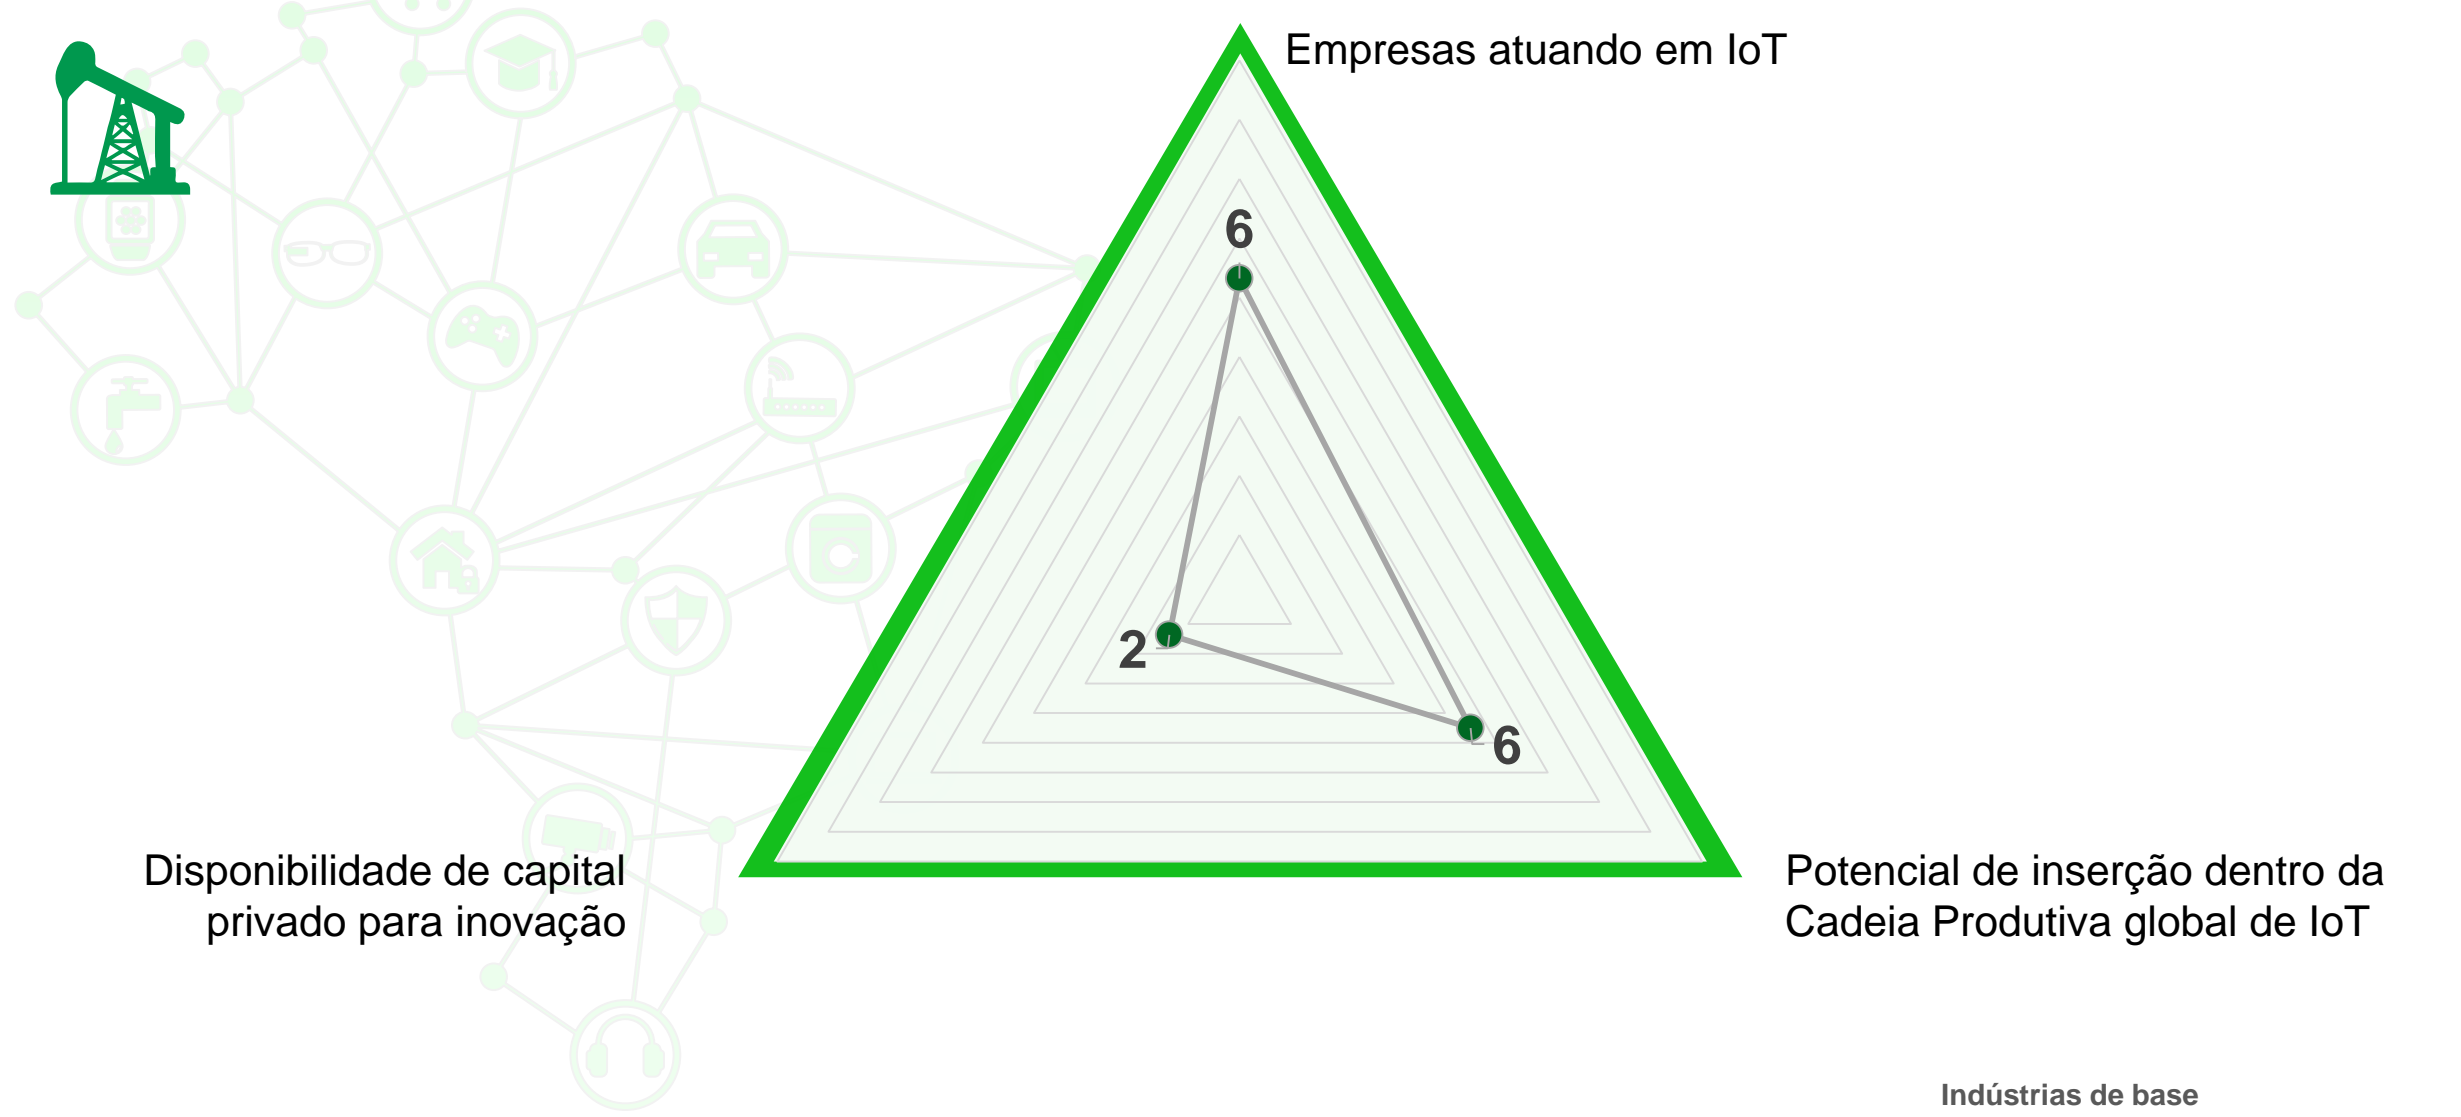 Empresas atuando em IoT
6
2
6
Disponibilidade de capital
privado para inovação
Potencial de inserção dentro da
Cadeia Produtiva global de IoT
Indústrias de base